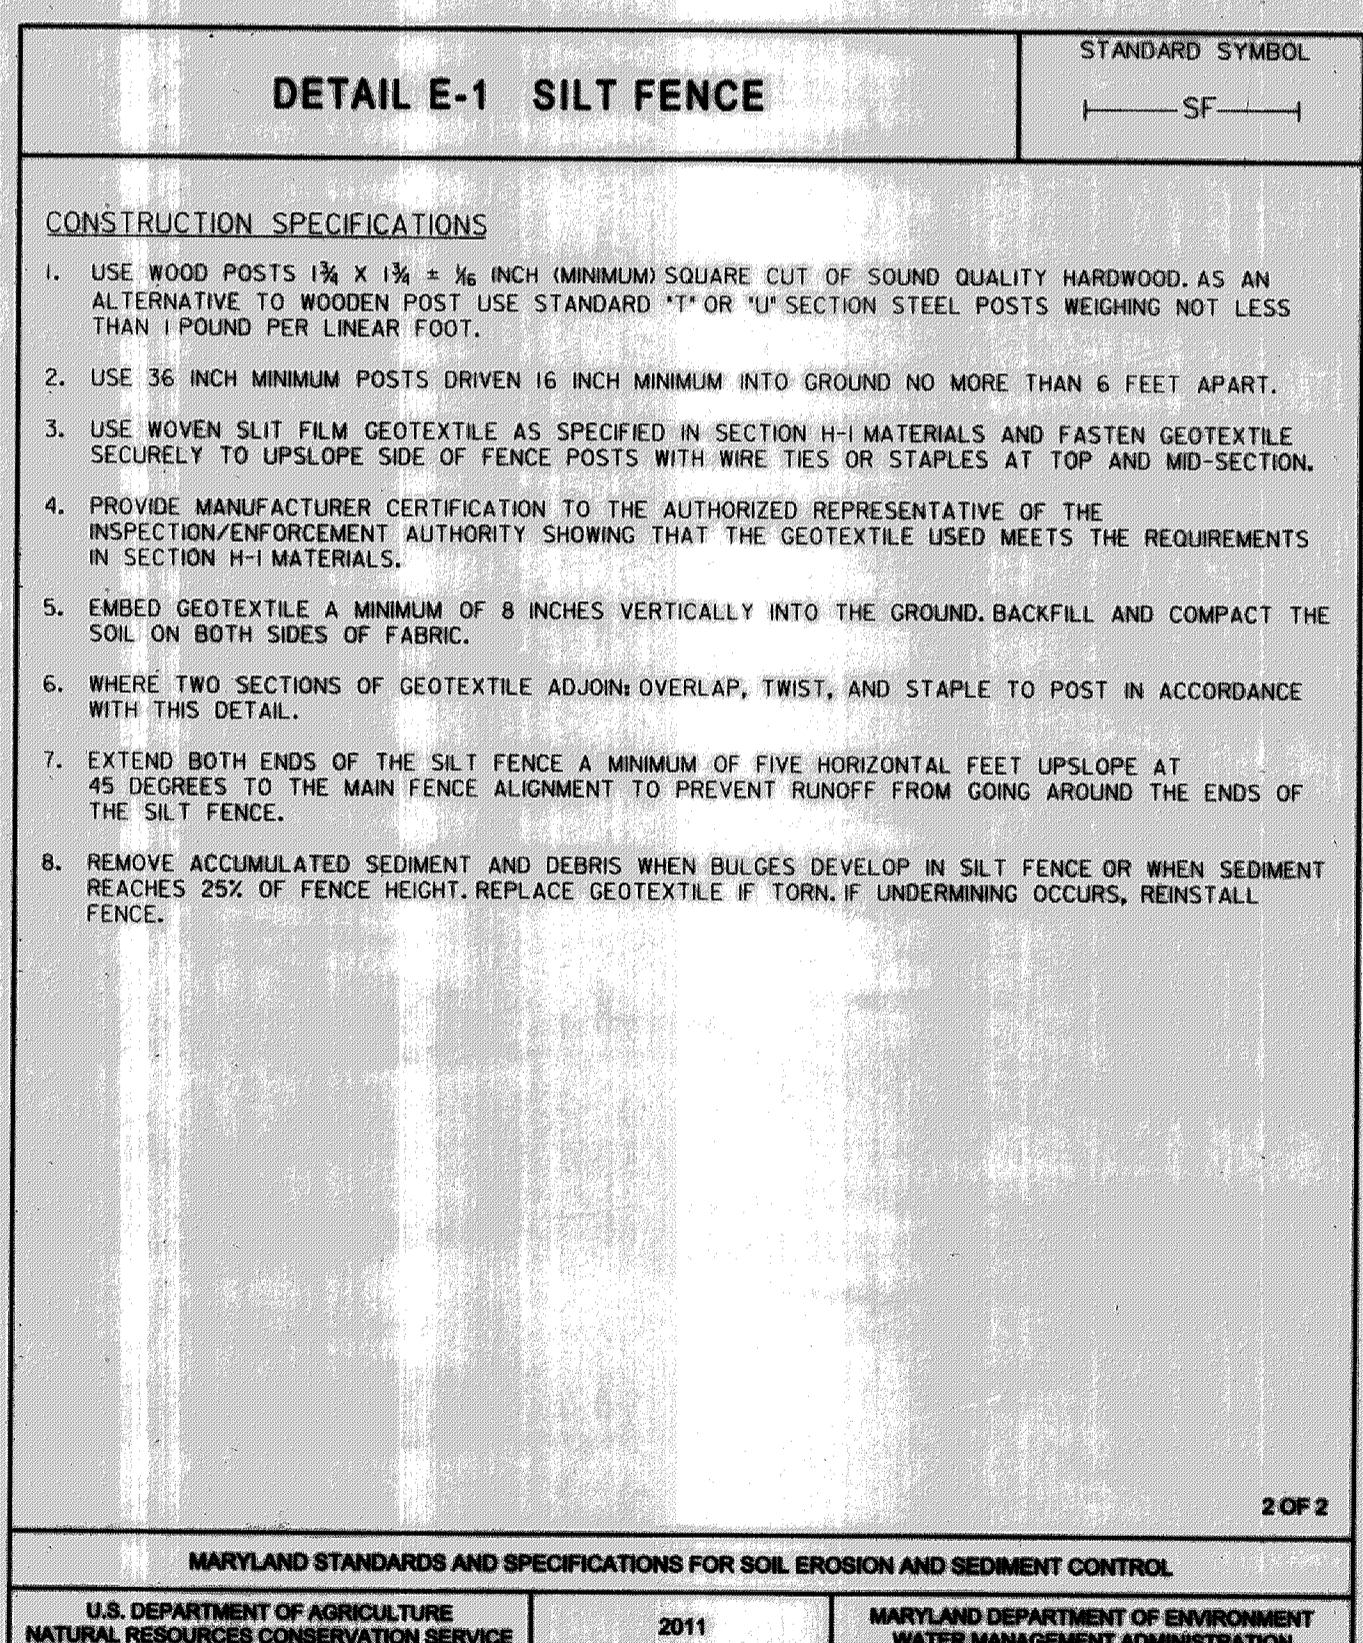 DETAIL E-1 SILT FENCE
STANDARD SYMBOL
SF
CONSTRUCTION SPECIFICATIONS
1. USE WOOD POSTS 1¾ X 1¾ ± 1/16 INCH (MINIMUM) SQUARE CUT OF SOUND QUALITY HARDWOOD. AS AN
ALTERNATIVE TO WOODEN POST USE STANDARD "T" OR "U" SECTION STEEL POSTS WEIGHING NOT LESS
THAN 1 POUND PER LINEAR FOOT.
2. USE 36 INCH MINIMUM POSTS DRIVEN 16 INCH MINIMUM INTO GROUND NO MORE THAN 6 FEET APART.
3. USE WOVEN SLIT FILM GEOTEXTILE AS SPECIFIED IN SECTION H-1 MATERIALS AND FASTEN GEOTEXTILE
SECURELY TO UPSLOPE SIDE OF FENCE POSTS WITH WIRE TIES OR STAPLES AT TOP AND MID-SECTION.
4. PROVIDE MANUFACTURER CERTIFICATION TO THE AUTHORIZED REPRESENTATIVE OF THE
INSPECTION/ENFORCEMENT AUTHORITY SHOWING THAT THE GEOTEXTILE USED MEETS THE REQUIREMENTS
IN SECTION H-1 MATERIALS.
5. EMBED GEOTEXTILE A MINIMUM OF 8 INCHES VERTICALLY INTO THE GROUND. BACKFILL AND COMPACT THE
SOIL ON BOTH SIDES OF FABRIC.
6. WHERE TWO SECTIONS OF GEOTEXTILE ADJOIN: OVERLAP, TWIST, AND STAPLE TO POST IN ACCORDANCE
WITH THIS DETAIL.
7. EXTEND BOTH ENDS OF THE SILT FENCE A MINIMUM OF FIVE HORIZONTAL FEET UPSLOPE AT
45 DEGREES TO THE MAIN FENCE ALIGNMENT TO PREVENT RUNOFF FROM GOING AROUND THE ENDS OF
THE SILT FENCE.
8. REMOVE ACCUMULATED SEDIMENT AND DEBRIS WHEN BULGES DEVELOP IN SILT FENCE OR WHEN SEDIMENT
REACHES 25% OF FENCE HEIGHT. REPLACE GEOTEXTILE IF TORN. IF UNDERMINING OCCURS, REINSTALL
FENCE.
2 OF 2
MARYLAND STANDARDS AND SPECIFICATIONS FOR SOIL EROSION AND SEDIMENT CONTROL
U.S. DEPARTMENT OF AGRICULTURE
NATURAL RESOURCES CONSERVATION SERVICE
2011
MARYLAND DEPARTMENT OF ENVIRONMENT
WATER MANAGEMENT ADMINISTRATION